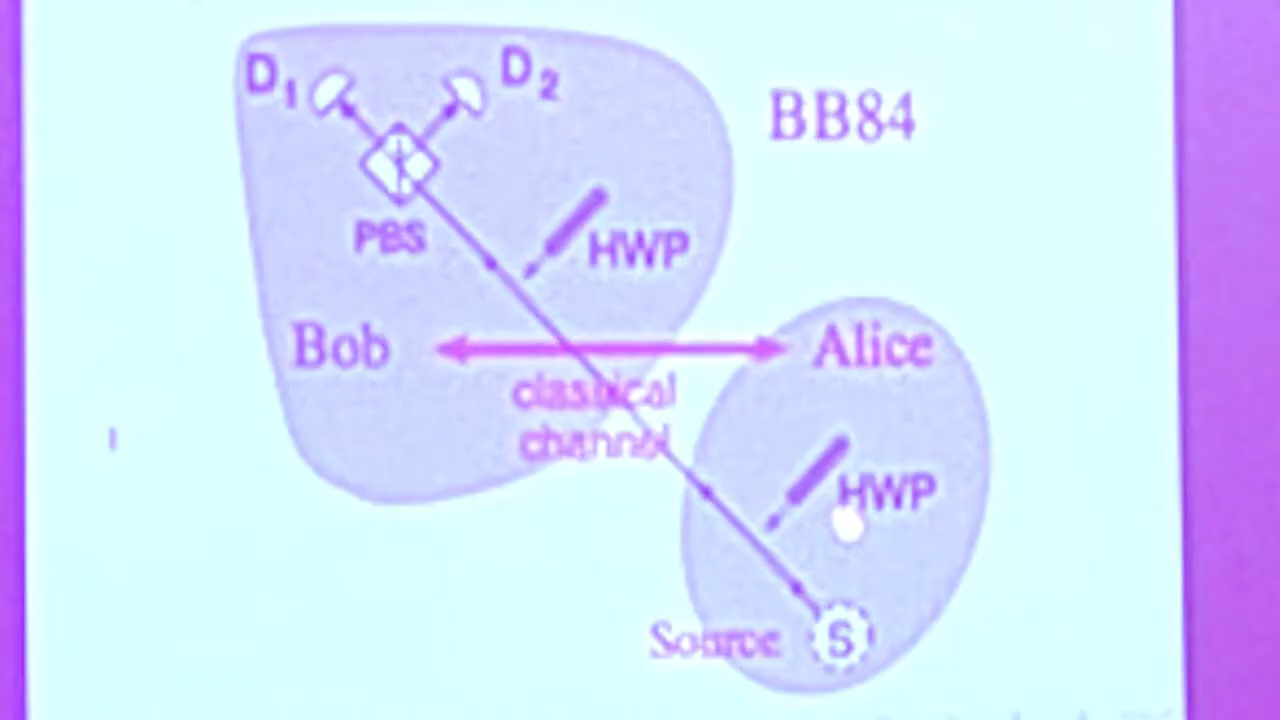 D1
D2
BB84
PBS
HWP
Bob
Alice
classical
channel
HWP
Source
S